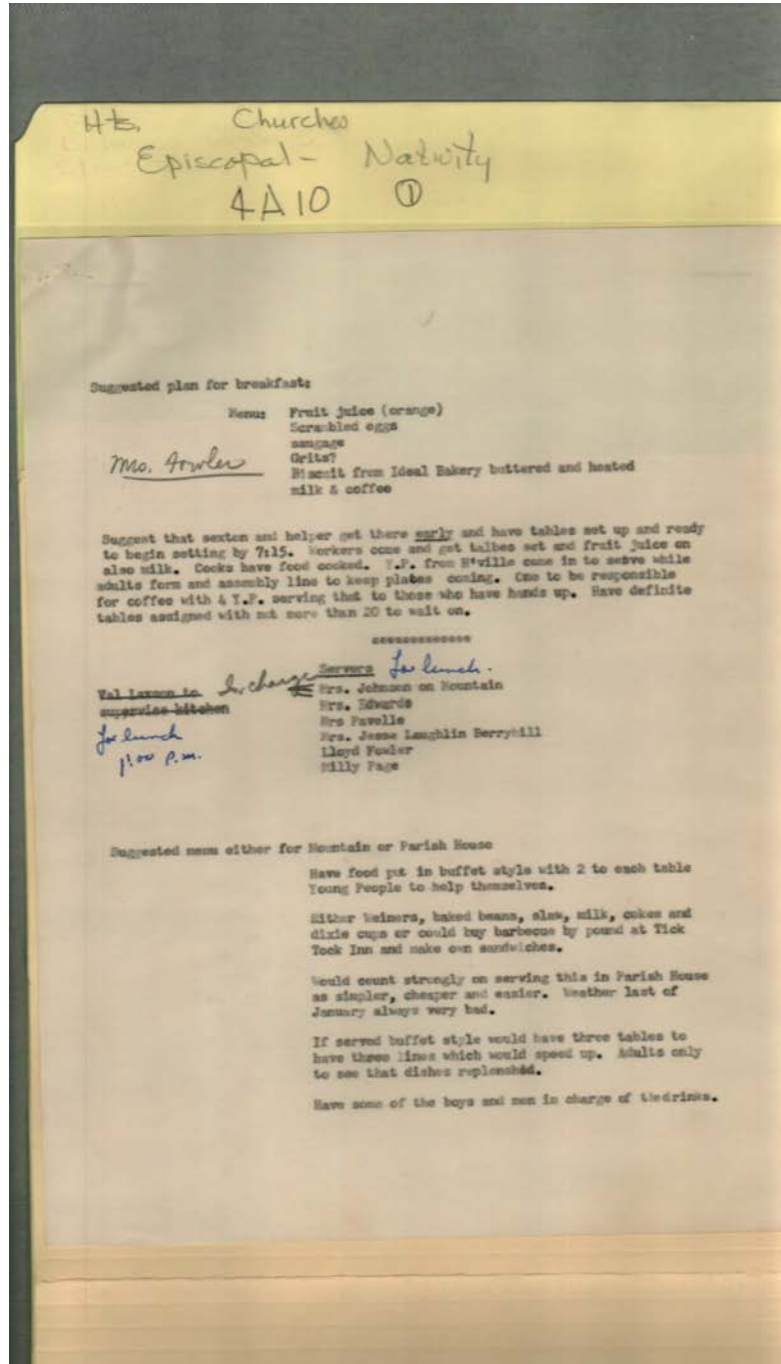 Hts. Churches
Episcopal - Nativity
4A10 ①
Suggested plan for breakfast:
Menu: Fruit juice (orange)
Scrambled eggs
sausage
Grits?
Mrs. Fowler
Biscuit from Ideal Bakery buttered and heated
milk & coffee
Suggest that sexton and helper get there early and have tables set up and ready
to begin setting by 7:15. Workers come and get talbes set and fruit juice on
also milk. Cooks have food cooked. Y.P. from H'ville come in to serve while
adults form and assembly line to keep plates coming. One to be responsible
for coffee with 4 Y.P. serving that to those who have hands up. Have definite
tables assigned with not more than 20 to wait on.
Servers for lunch.
Val Lawson to In charge Mrs. Johnson on Mountain
supervise kitchen Mrs. Edwards
for lunch Mrs Favelle
1:00 P.M. Mrs. Jesse Laughlin Berryhill
Lloyd Fowler
Milly Page
Suggested menu either for Mountain or Parish House
Have food put in buffet style with 2 to each table
Young People to help themselves.
Either Weiners, baked beans, slaw, milk, cokes and
dixie cups or could buy barbecue by pound at Tick
Tock Inn and make own sandwiches.
Would count strongly on serving this in Parish House
as simpler, cheaper and easier. Weather last of
January always very bad.
If served buffet style would have three tables to
have three lines which would speed up. Adults only
to see that dishes replenshéd.
Have some of the boys and men in charge of thedrinks.